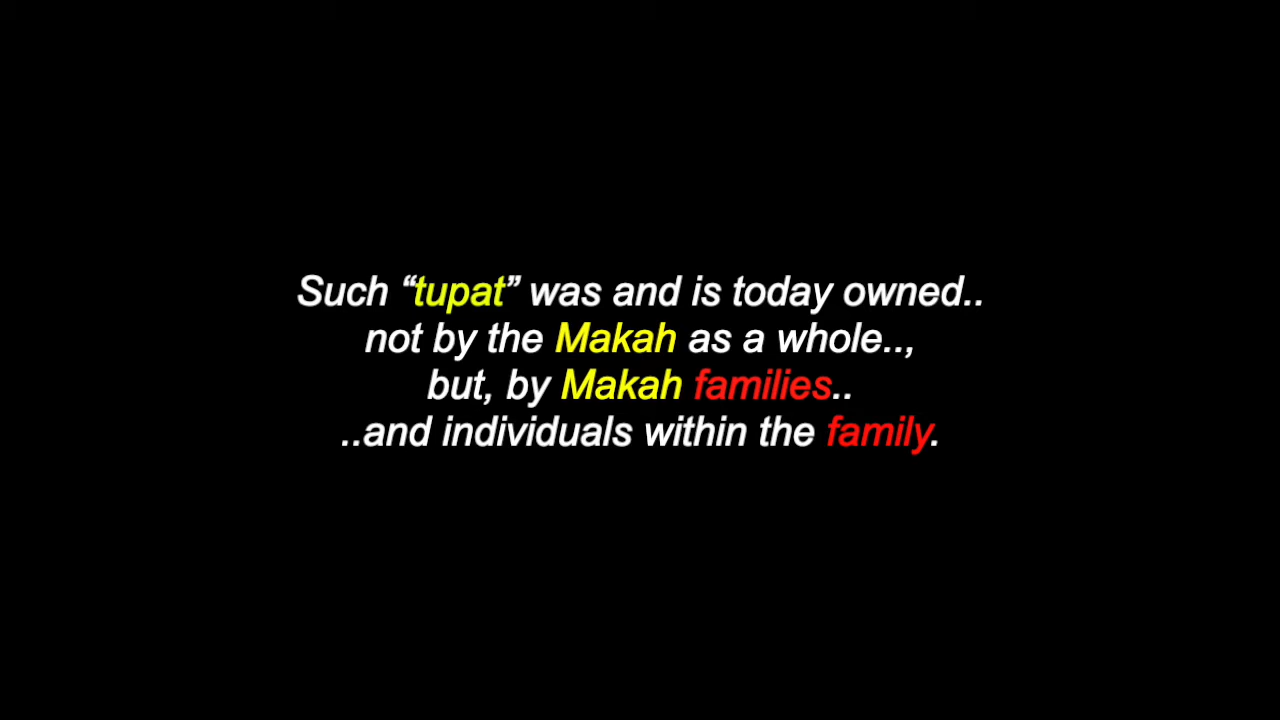 Such “tupat” was and is today owned..
not by the Makah as a whole..,
but, by Makah families..
..and individuals within the family.